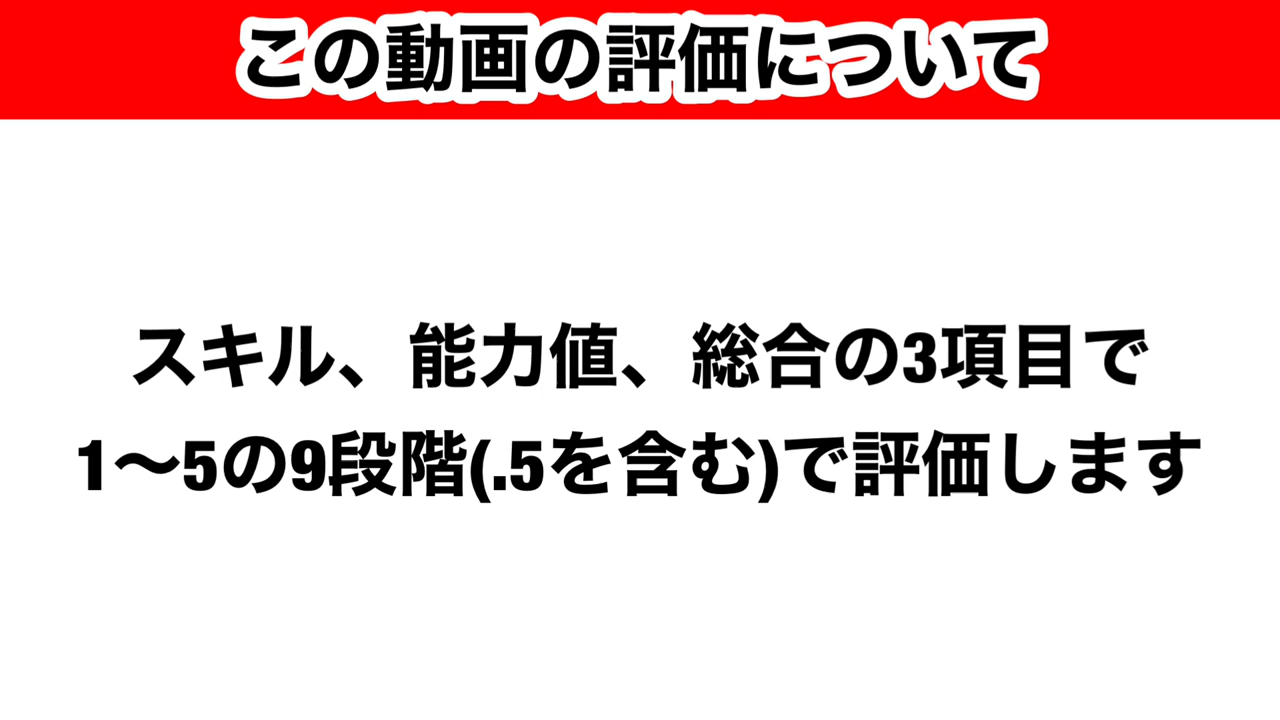 この動画の評価について
スキル、能力値、総合の3項目で
1〜5の9段階(.5を含む)で評価します